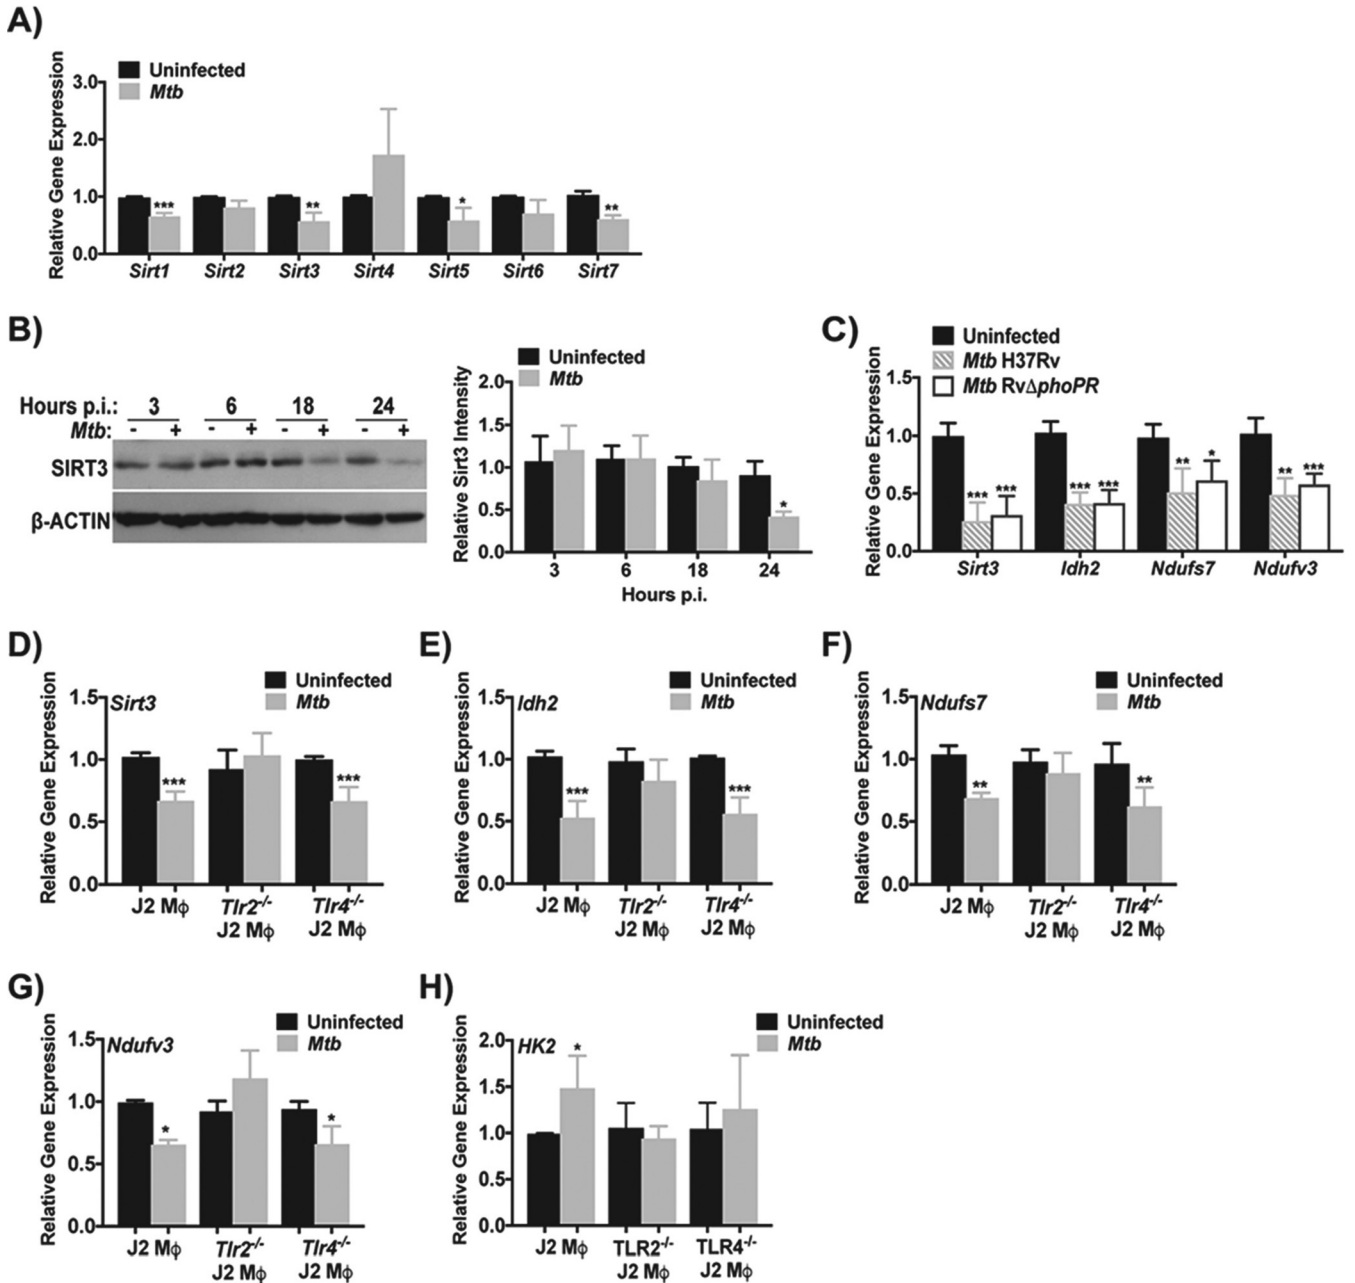 A)
Uninfected
Mtb
Relative Gene Expression
3.0
2.0
1.0
0.0
*** ** * **
Sirt1 Sirt2 Sirt3 Sirt4 Sirt5 Sirt6 Sirt7
B)
Hours p.i.: 3 6 18 24
Mtb: - + - + - + - +
SIRT3
β-ACTIN
Uninfected
Mtb
Relative Sirt3 Intensity
2.0
1.5
1.0
0.5
0.0
*
3 6 18 24
Hours p.i.
C)
Uninfected
Mtb H37Rv
Mtb RvΔphoPR
Relative Gene Expression
1.5
1.0
0.5
0.0
*** *** *** *** ** * ** ***
Sirt3 Idh2 Ndufs7 Ndufv3
D)
Uninfected
Mtb
Sirt3
Relative Gene Expression
1.5
1.0
0.5
0.0
*** ***
J2 Mϕ Tlr2-/- Tlr4-/-
J2 Mϕ J2 Mϕ
E)
Uninfected
Mtb
Idh2
Relative Gene Expression
1.5
1.0
0.5
0.0
*** ***
J2 Mϕ Tlr2-/- Tlr4-/-
J2 Mϕ J2 Mϕ
F)
Uninfected
Mtb
Ndufs7
Relative Gene Expression
1.5
1.0
0.5
0.0
** **
J2 Mϕ Tlr2-/- Tlr4-/-
J2 Mϕ J2 Mϕ
G)
Uninfected
Mtb
Ndufv3
Relative Gene Expression
1.5
1.0
0.5
0.0
* *
J2 Mϕ Tlr2-/- Tlr4-/-
J2 Mϕ J2 Mϕ
H)
Uninfected
Mtb
HK2
Relative Gene Expression
2.0
1.5
1.0
0.5
0.0
*
J2 Mϕ TLR2-/- TLR4-/-
J2 Mϕ J2 Mϕ